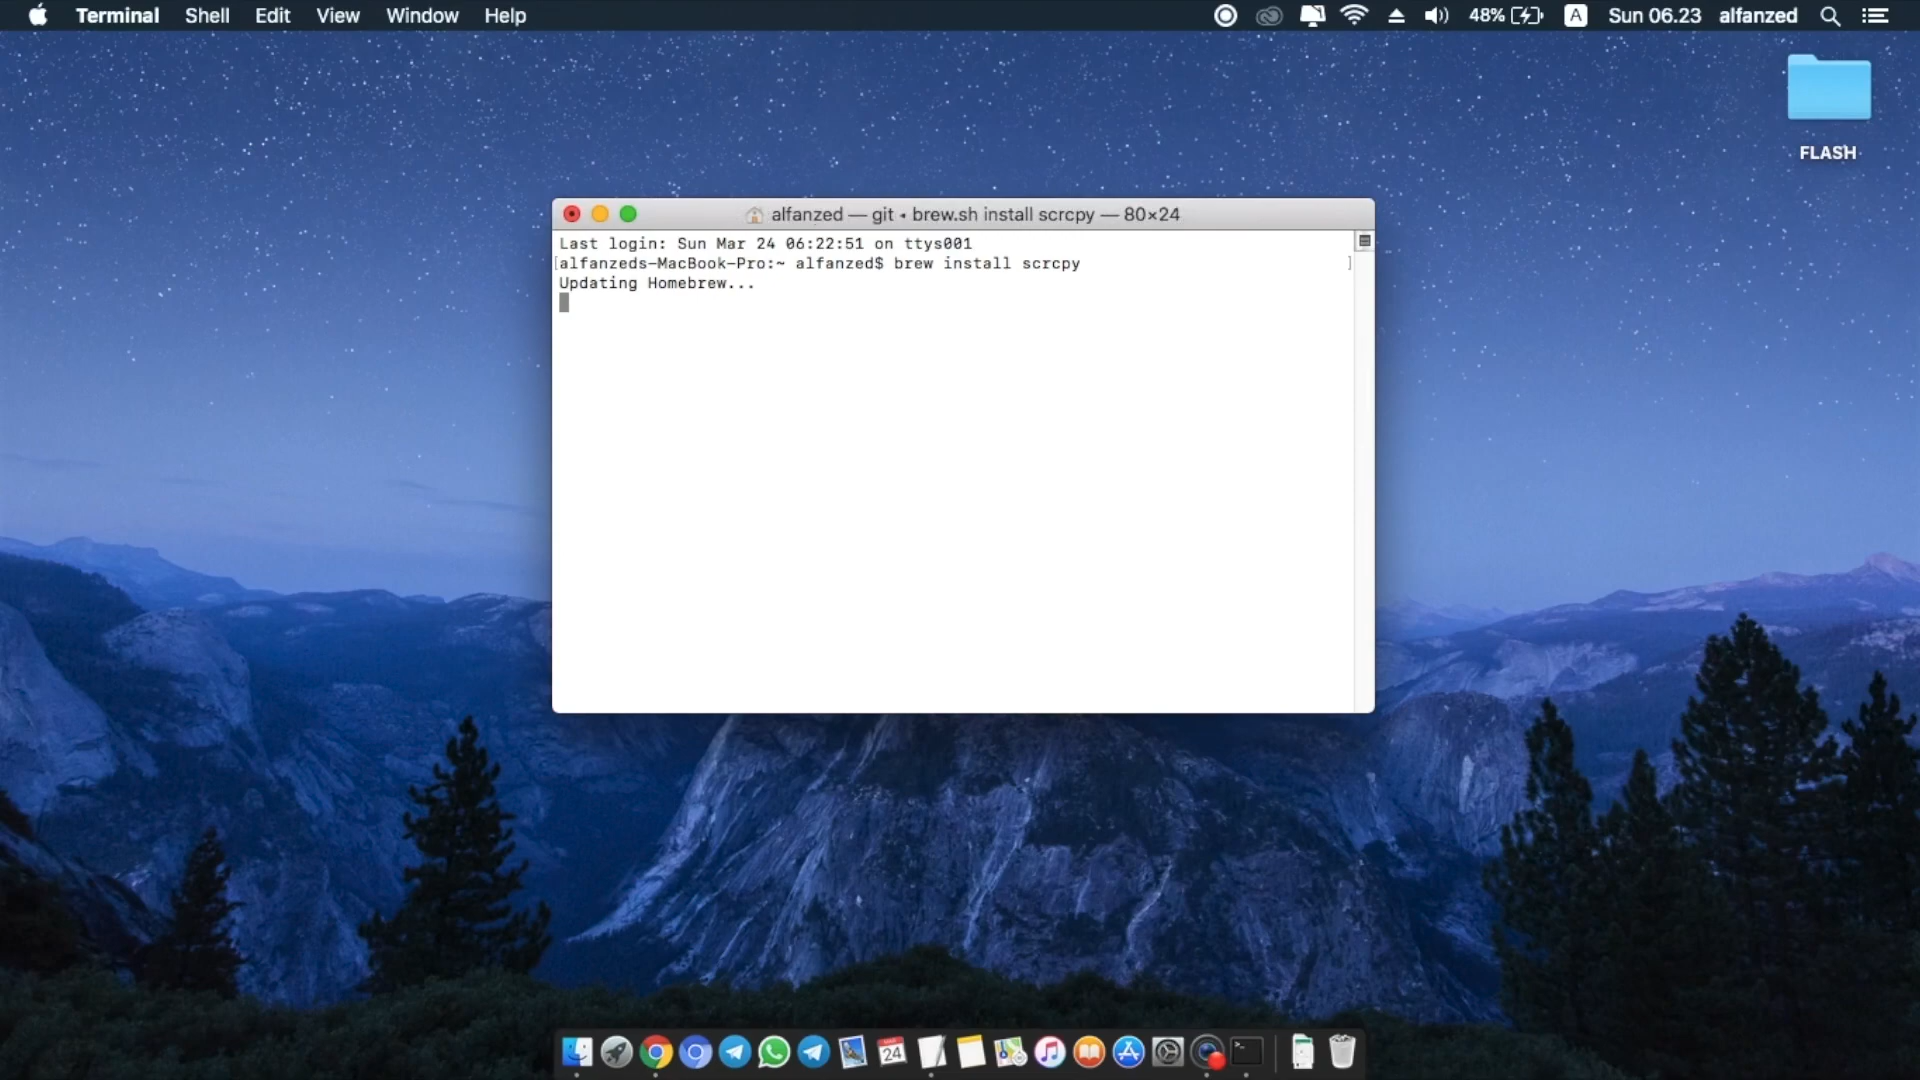 Terminal Shell Edit View Window Help 48% A Sun 06.23 alfanzed
FLASH
alfanzed — git ◂ brew.sh install scrcpy — 80×24
Last login: Sun Mar 24 06:22:51 on ttys001
[alfanzeds-MacBook-Pro:~ alfanzed$ brew install scrcpy ]
Updating Homebrew...
24